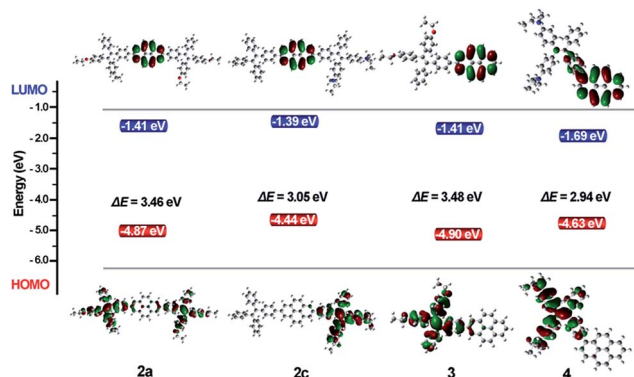 LUMO
Energy (eV)
-1.0
-2.0
-3.0
-4.0
-5.0
-6.0
HOMO
-1.41 eV
-1.39 eV
-1.41 eV
-1.69 eV
ΔE = 3.46 eV
ΔE = 3.05 eV
ΔE = 3.48 eV
ΔE = 2.94 eV
-4.87 eV
-4.44 eV
-4.90 eV
-4.63 eV
2a
2c
3
4